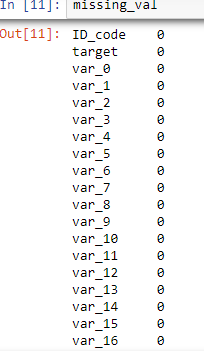 In [11]: missing_val
Out[11]: ID_code 0
target 0
var_0 0
var_1 0
var_2 0
var_3 0
var_4 0
var_5 0
var_6 0
var_7 0
var_8 0
var_9 0
var_10 0
var_11 0
var_12 0
var_13 0
var_14 0
var_15 0
var_16 0